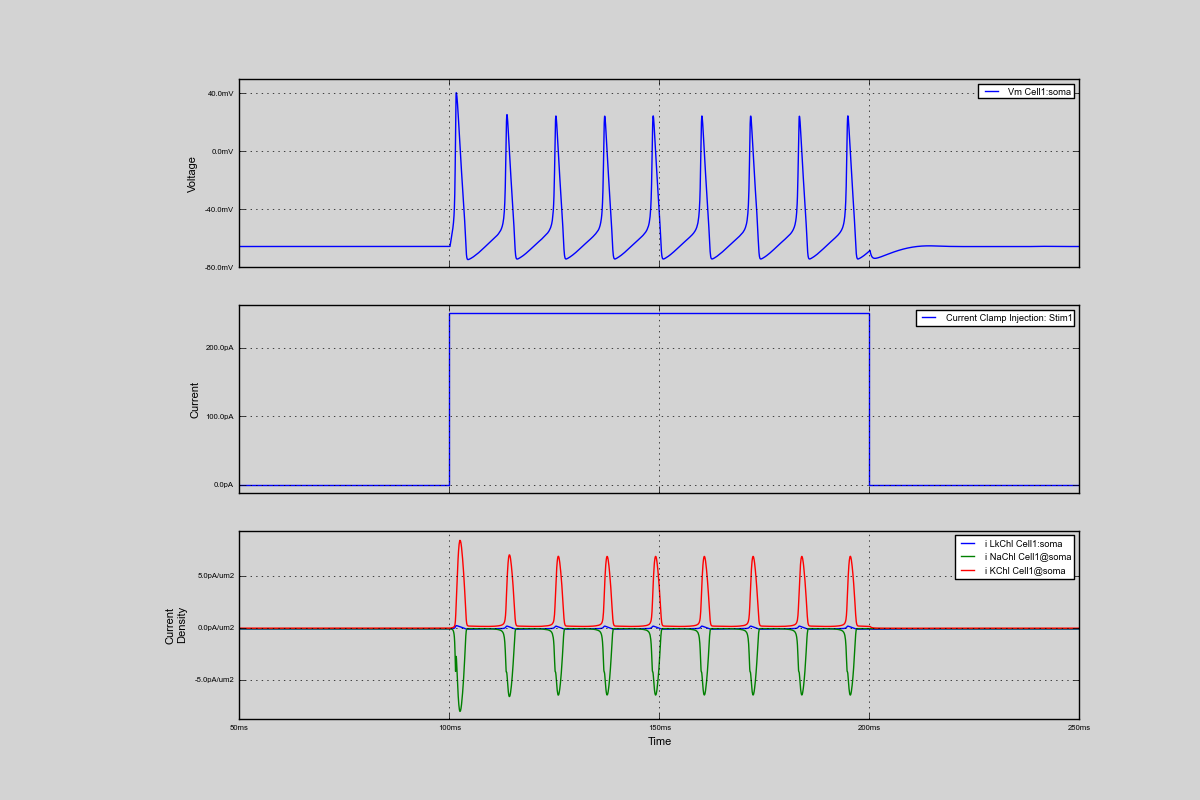 40.0mV
0.0mV
-40.0mV
-80.0mV
Voltage
Vm Cell1:soma
200.0pA
100.0pA
0.0pA
Current
Current Clamp Injection: Stim1
5.0pA/um2
0.0pA/um2
-5.0pA/um2
Current
Density
i LkChl Cell1:soma
i NaChl Cell1@soma
i KChl Cell1@soma
50ms
100ms
150ms
200ms
250ms
Time